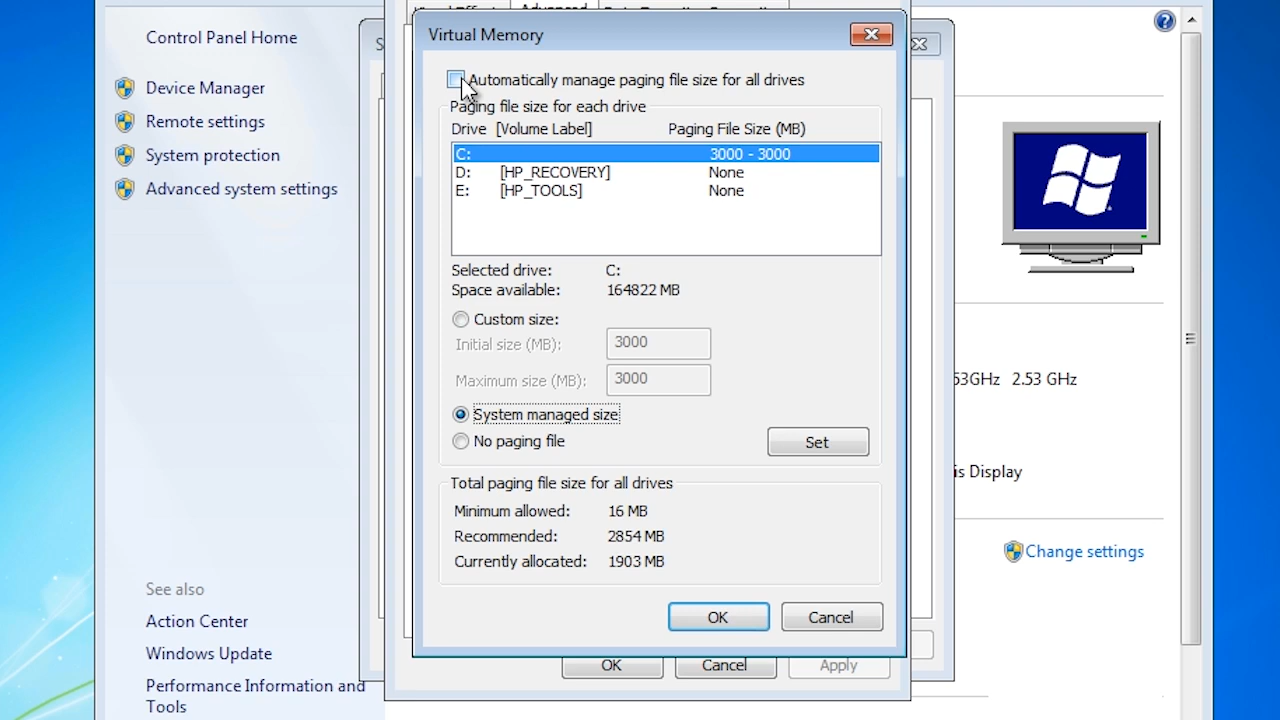 Control Panel Home
Device Manager
Remote settings
System protection
Advanced system settings
See also
Action Center
Windows Update
Performance Information and
Tools
Advanced
S
Virtual Memory
Automatically manage paging file size for all drives
Paging file size for each drive
Drive [Volume Label] Paging File Size (MB)
C: 3000 - 3000
D: [HP_RECOVERY] None
E: [HP_TOOLS] None
Selected drive: C:
Space available: 164822 MB
Custom size:
Initial size (MB): 3000
Maximum size (MB): 3000
System managed size
No paging file
Set
Total paging file size for all drives
Minimum allowed: 16 MB
Recommended: 2854 MB
Currently allocated: 1903 MB
OK Cancel
OK Cancel Apply
53GHz 2.53 GHz
is Display
Change settings